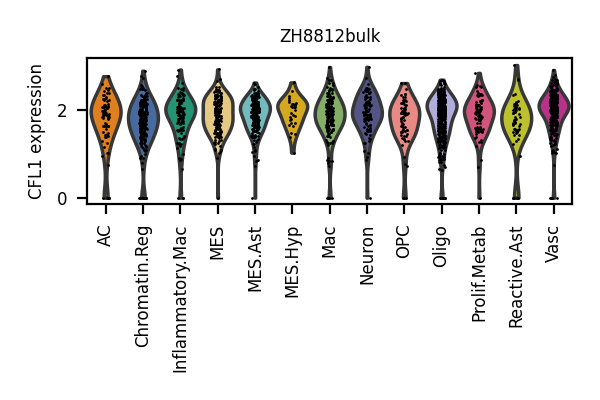 ZH8812bulk
CFL1 expression
2
0
AC
Chromatin.Reg
Inflammatory.Mac
MES
MES.Ast
MES.Hyp
Mac
Neuron
OPC
Oligo
Prolif.Metab
Reactive.Ast
Vasc